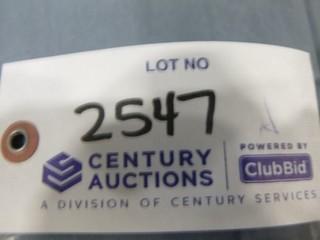 LOT NO
2547
CENTURY AUCTIONS
POWERED BY
ClubBid
A DIVISION OF CENTURY SERVICES